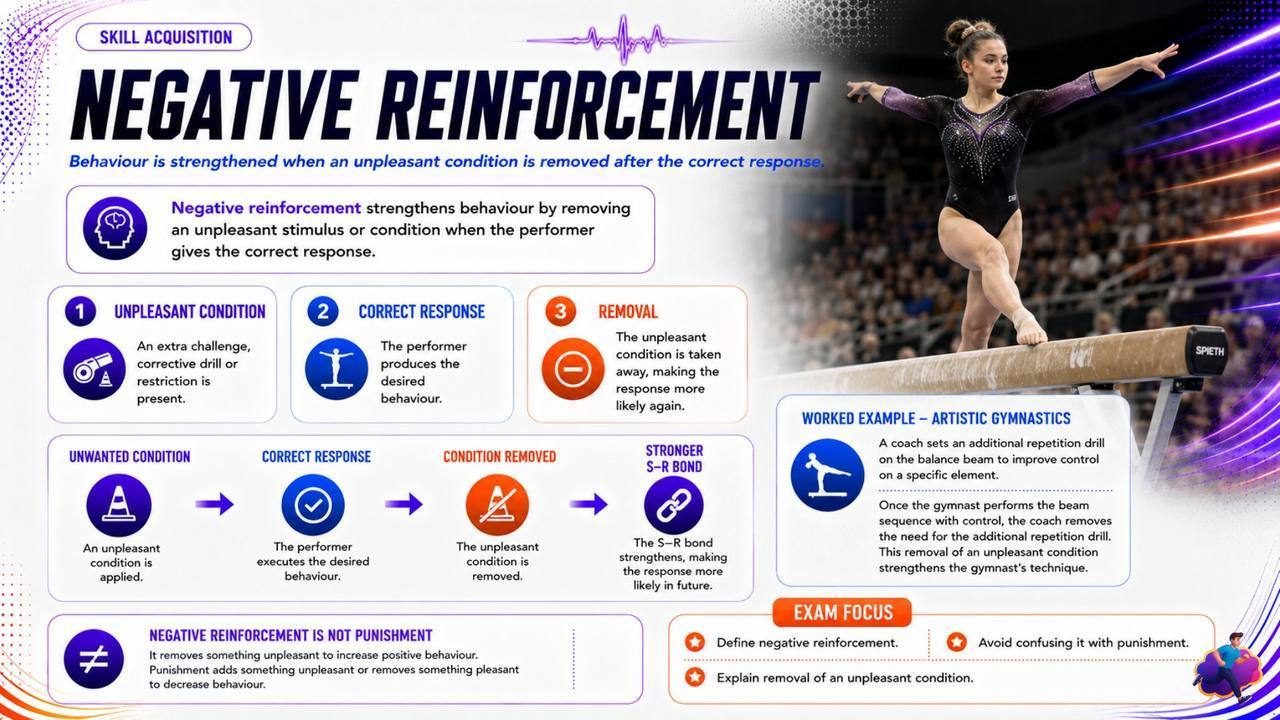 SKILL ACQUISITION
NEGATIVE REINFORCEMENT
Behaviour is strengthened when an unpleasant condition is removed after the correct response.
Negative reinforcement strengthens behaviour by removing
an unpleasant stimulus or condition when the performer
gives the correct response.
1 UNPLEASANT CONDITION
An extra challenge,
corrective drill or
restriction is
present.
2 CORRECT RESPONSE
The performer
produces the
desired
behaviour.
3 REMOVAL
The unpleasant
condition is taken
away, making the
response more
likely again.
UNWANTED CONDITION
An unpleasant
condition is
applied.
CORRECT RESPONSE
The performer
executes the desired
behaviour.
CONDITION REMOVED
The unpleasant
condition is
removed.
STRONGER
S–R BOND
The S–R bond
strengthens, making
the response more
likely in future.
SPIETH
WORKED EXAMPLE – ARTISTIC GYMNASTICS
A coach sets an additional repetition drill
on the balance beam to improve control
on a specific element.
Once the gymnast performs the beam
sequence with control, the coach removes
the need for the additional repetition drill.
This removal of an unpleasant condition
strengthens the gymnast's technique.
NEGATIVE REINFORCEMENT IS NOT PUNISHMENT
It removes something unpleasant to increase positive behaviour.
Punishment adds something unpleasant or removes something pleasant
to decrease behaviour.
EXAM FOCUS
Define negative reinforcement.
Avoid confusing it with punishment.
Explain removal of an unpleasant condition.